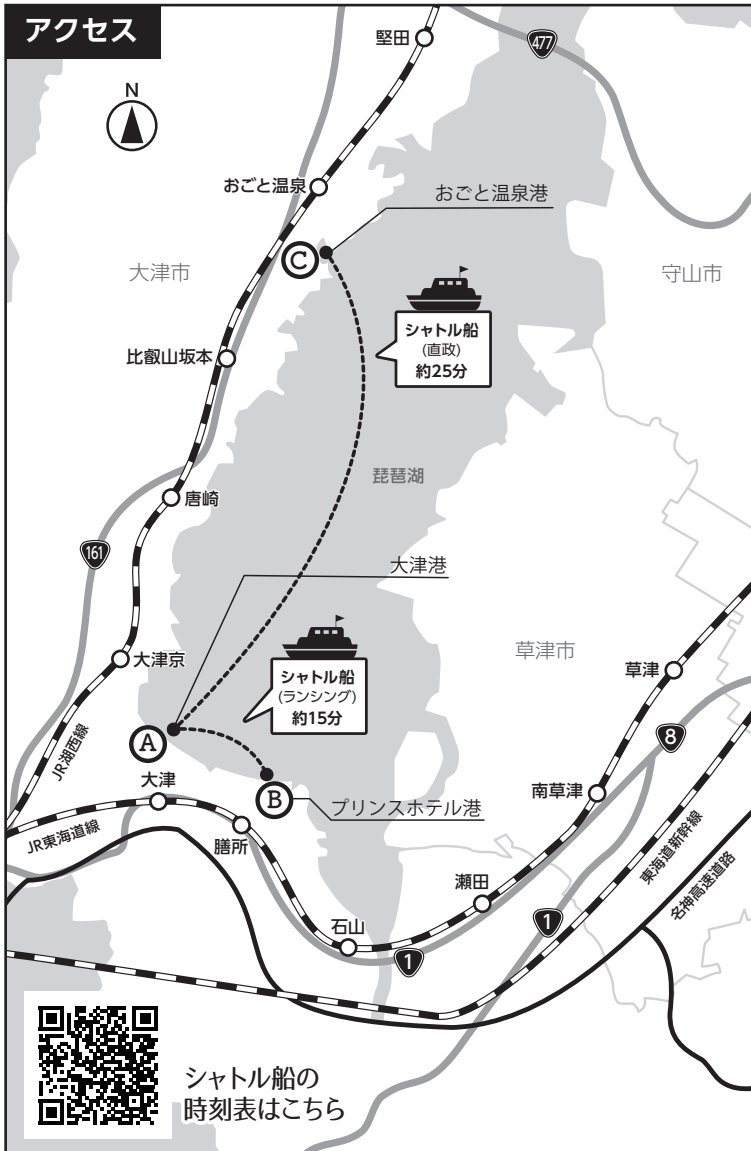 アクセス
N
堅田
477
おごと温泉
おごと温泉港
C
大津市
守山市
シャトル船
(直政)
約25分
比叡山坂本
琵琶湖
唐崎
161
大津港
大津京
草津市
草津
シャトル船
(ランシング)
約15分
A
8
JR湖西線
大津
B
プリンスホテル港
南草津
JR東海道線
膳所
東海道新幹線
名神高速道路
瀬田
石山
1
1
シャトル船の
時刻表はこちら